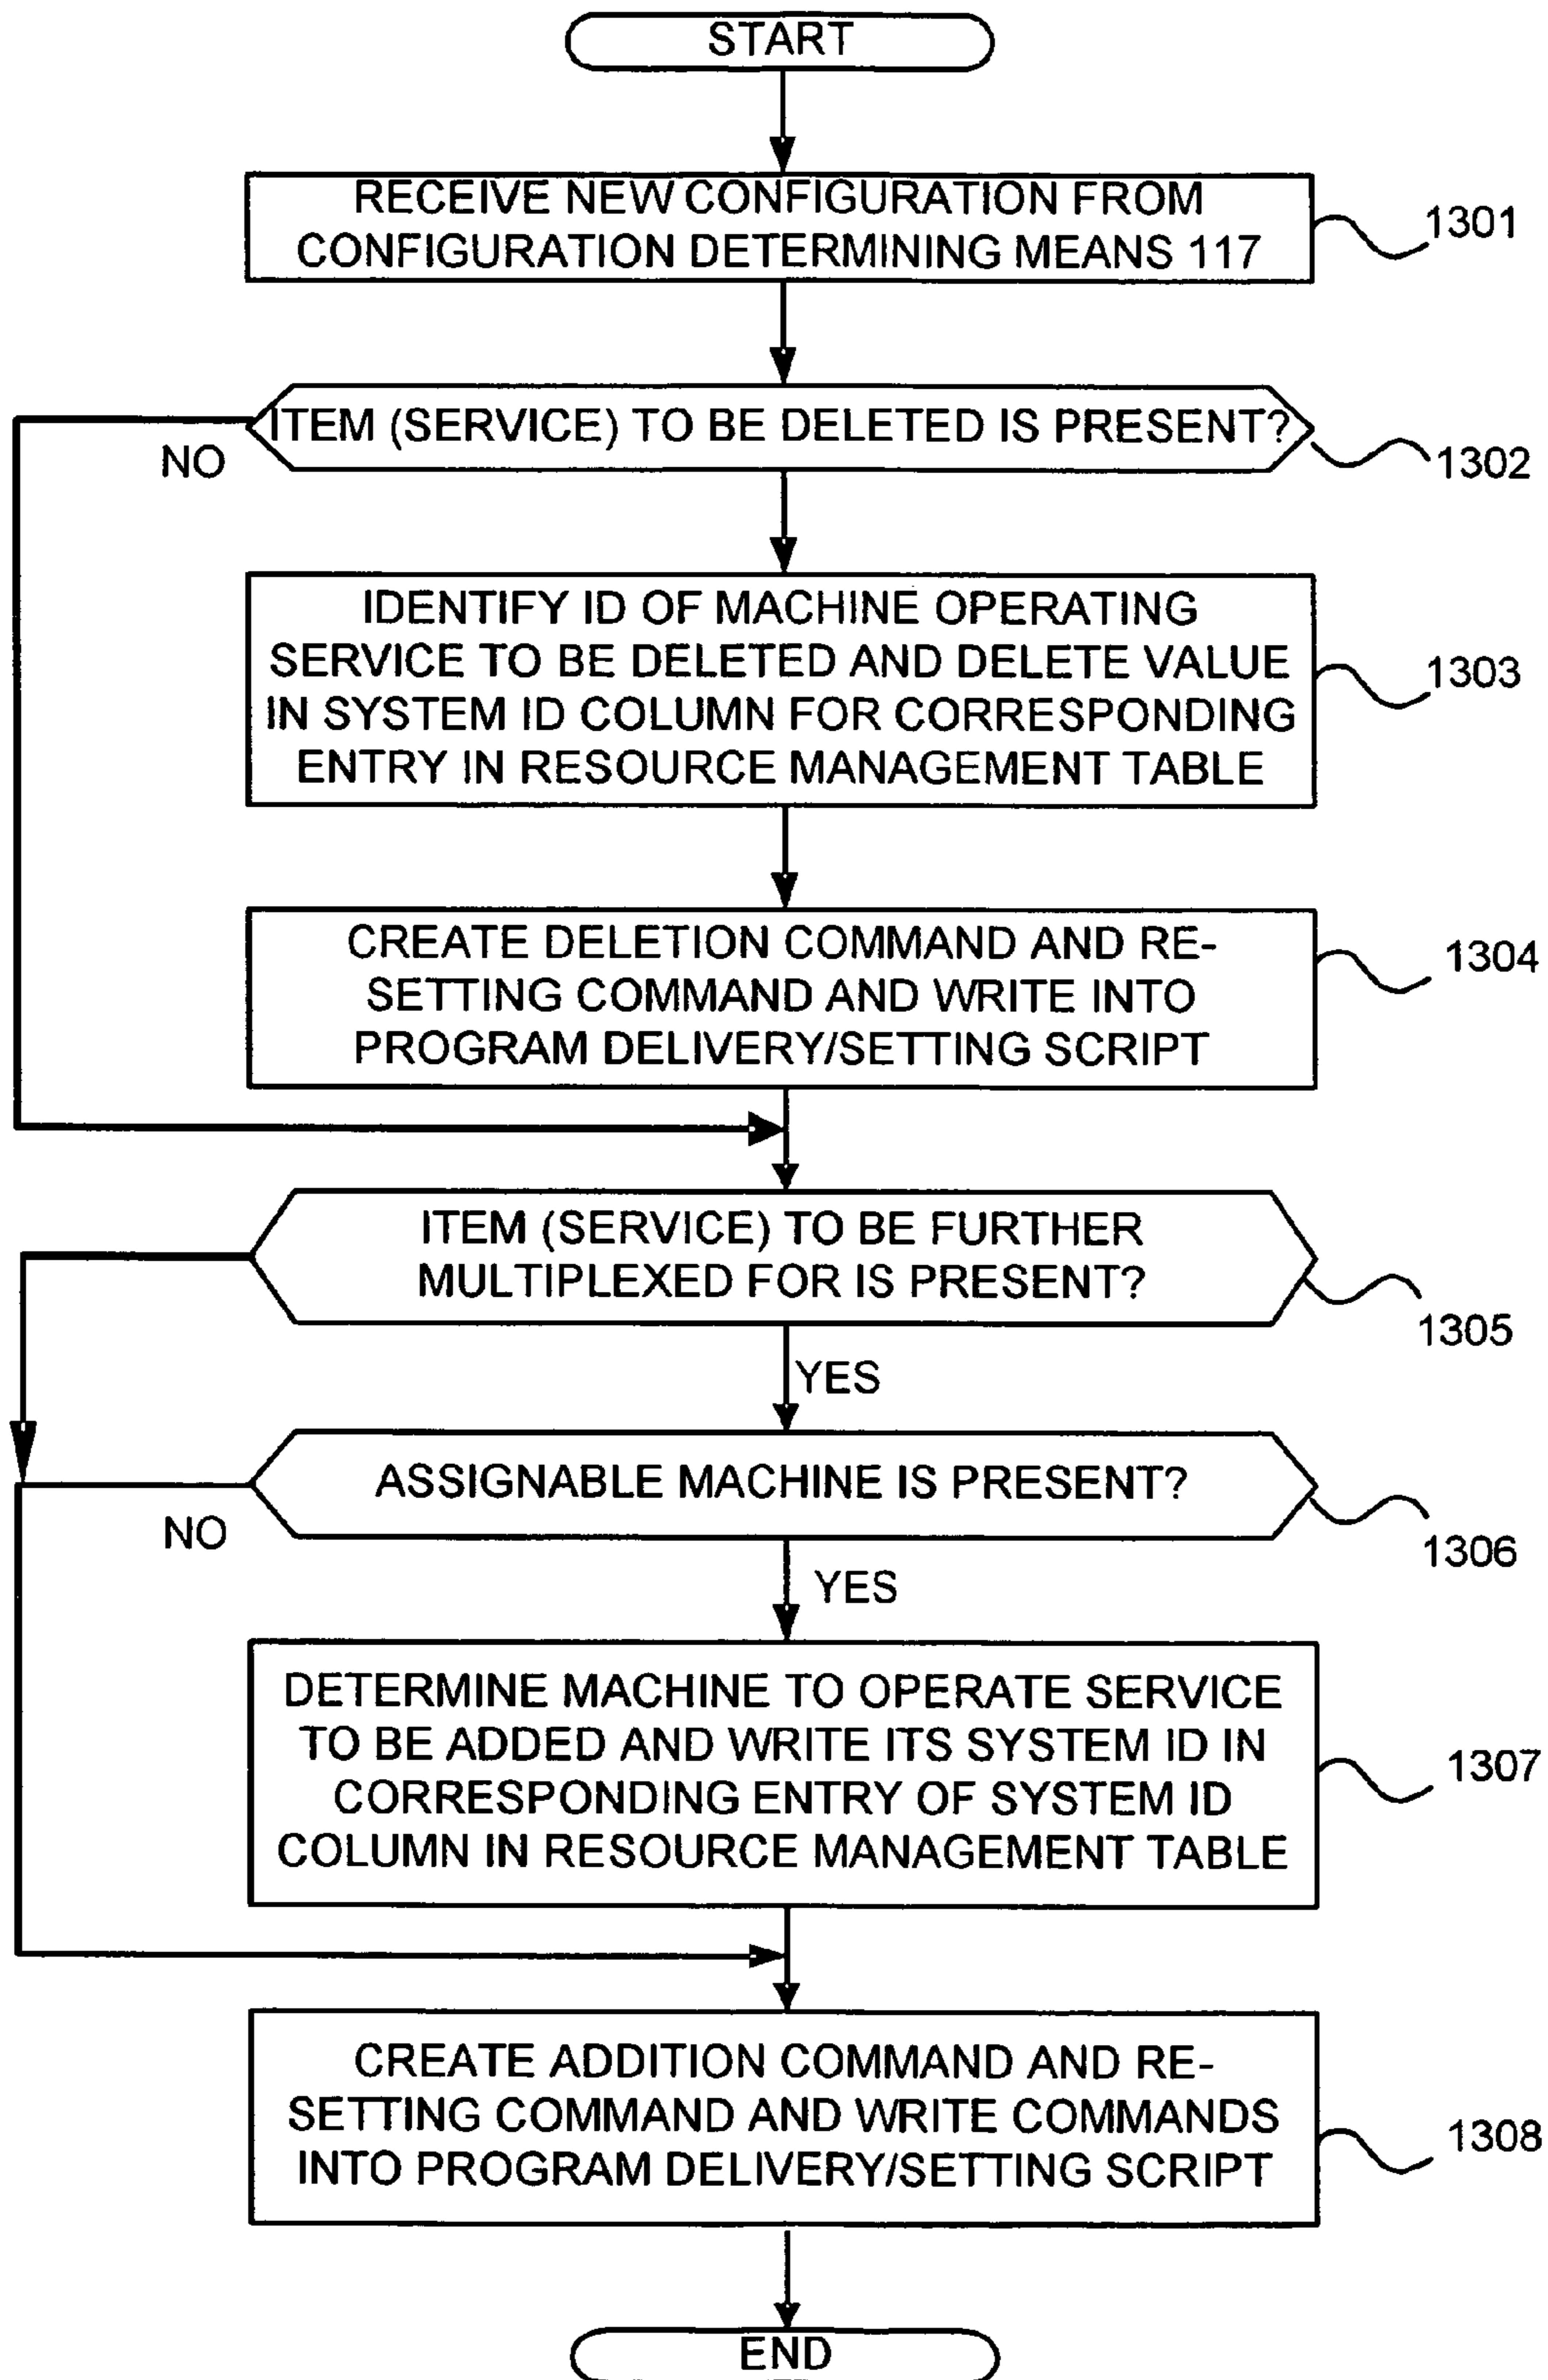 START
RECEIVE NEW CONFIGURATION FROM
CONFIGURATION DETERMINING MEANS 117
1301
ITEM (SERVICE) TO BE DELETED IS PRESENT?
NO
1302
IDENTIFY ID OF MACHINE OPERATING
SERVICE TO BE DELETED AND DELETE VALUE
IN SYSTEM ID COLUMN FOR CORRESPONDING
ENTRY IN RESOURCE MANAGEMENT TABLE
1303
CREATE DELETION COMMAND AND RE-
SETTING COMMAND AND WRITE INTO
PROGRAM DELIVERY/SETTING SCRIPT
1304
ITEM (SERVICE) TO BE FURTHER
MULTIPLEXED FOR IS PRESENT?
1305
YES
ASSIGNABLE MACHINE IS PRESENT?
NO
1306
YES
DETERMINE MACHINE TO OPERATE SERVICE
TO BE ADDED AND WRITE ITS SYSTEM ID IN
CORRESPONDING ENTRY OF SYSTEM ID
COLUMN IN RESOURCE MANAGEMENT TABLE
1307
CREATE ADDITION COMMAND AND RE-
SETTING COMMAND AND WRITE COMMANDS
INTO PROGRAM DELIVERY/SETTING SCRIPT
1308
END